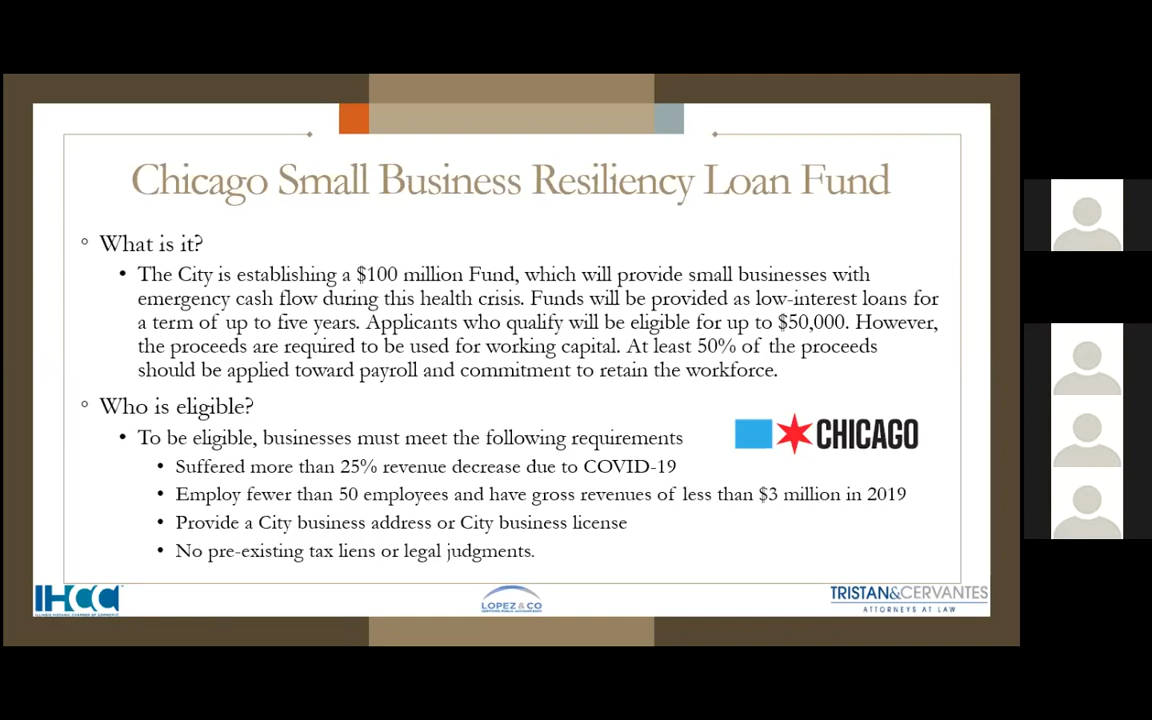 Chicago Small Business Resiliency Loan Fund
What is it?
The City is establishing a $100 million Fund, which will provide small businesses with
emergency cash flow during this health crisis. Funds will be provided as low-interest loans for
a term of up to five years. Applicants who qualify will be eligible for up to $50,000. However,
the proceeds are required to be used for working capital. At least 50% of the proceeds
should be applied toward payroll and commitment to retain the workforce.
Who is eligible?
To be eligible, businesses must meet the following requirements
CHICAGO
Suffered more than 25% revenue decrease due to COVID-19
Employ fewer than 50 employees and have gross revenues of less than $3 million in 2019
Provide a City business address or City business license
No pre-existing tax liens or legal judgments.
IHCC
LOPEZ & CO
TRISTAN&CERVANTES
ATTORNEYS AT LAW